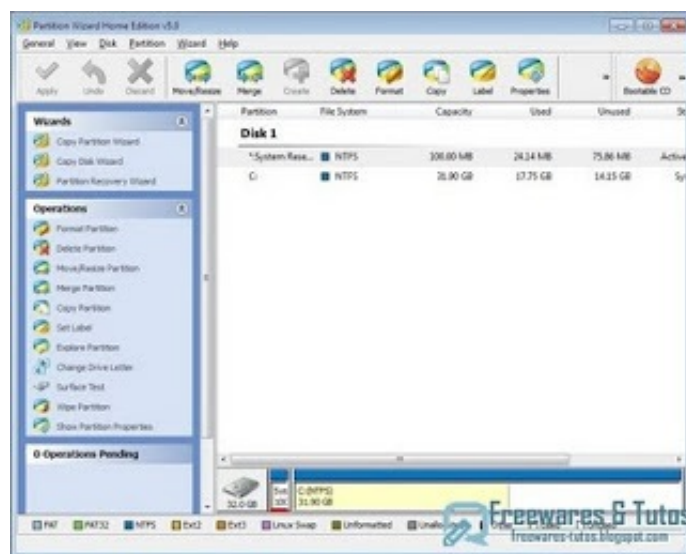 Partition Wizard Home Edition v5.0
General View Disk Partition Wizard Help
Apply Undo Discard Move/Resize Merge Create Delete Format Copy Label Properties Bootable CD
Partition File System Capacity Used Unused
Wizards
Copy Partition Wizard
Copy Disk Wizard
Partition Recovery Wizard
Disk 1
*:System Rese... NTFS 100.00 MB 24.14 MB 75.86 MB Active
C: NTFS 31.90 GB 17.75 GB 14.15 GB Sy
Operations
Format Partition
Delete Partition
Move/Resize Partition
Merge Partition
Copy Partition
Set Label
Explore Partition
Change Drive Letter
Surface Test
Wipe Partition
Show Partition Properties
0 Operations Pending
32.0 GB
Sys
100
C:(NTFS)
31.90 GB
FAT FAT32 NTFS Ext2 Ext3 Linux Swap Unformatted
Freewares & Tutos
freewares-tutos.blogspot.com